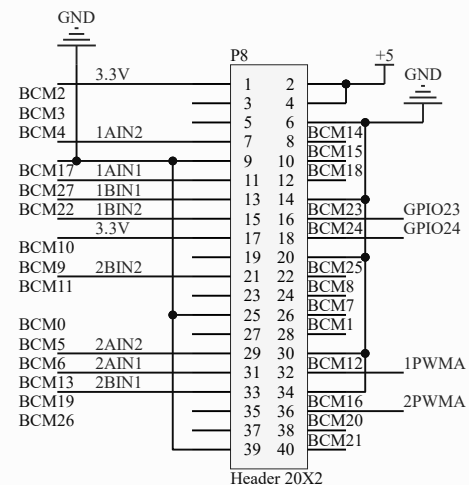 GND
P8
+5
3.3V
1
2
GND
BCM2
3
4
BCM3
5
6
BCM4
1AIN2
7
8
BCM14
9
10
BCM15
BCM17
1AIN1
11
12
BCM18
BCM27
1BIN1
13
14
BCM22
1BIN2
15
16
BCM23
GPIO23
3.3V
17
18
BCM24
GPIO24
BCM10
19
20
BCM9
2BIN2
21
22
BCM25
BCM11
23
24
BCM8
25
26
BCM7
BCM0
27
28
BCM1
BCM5
2AIN2
29
30
BCM6
2AIN1
31
32
BCM12
1PWMA
BCM13
2BIN1
33
34
BCM19
35
36
BCM16
2PWMA
BCM26
37
38
BCM20
39
40
BCM21
Header 20X2